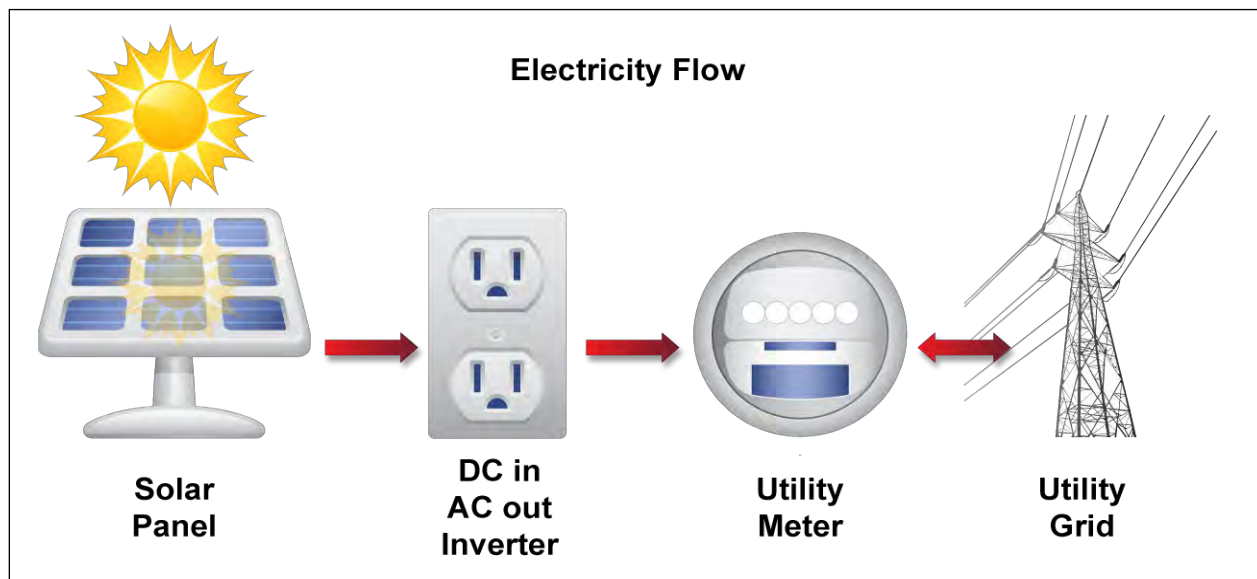 Electricity Flow
Solar
Panel
DC in
AC out
Inverter
Utility
Meter
Utility
Grid